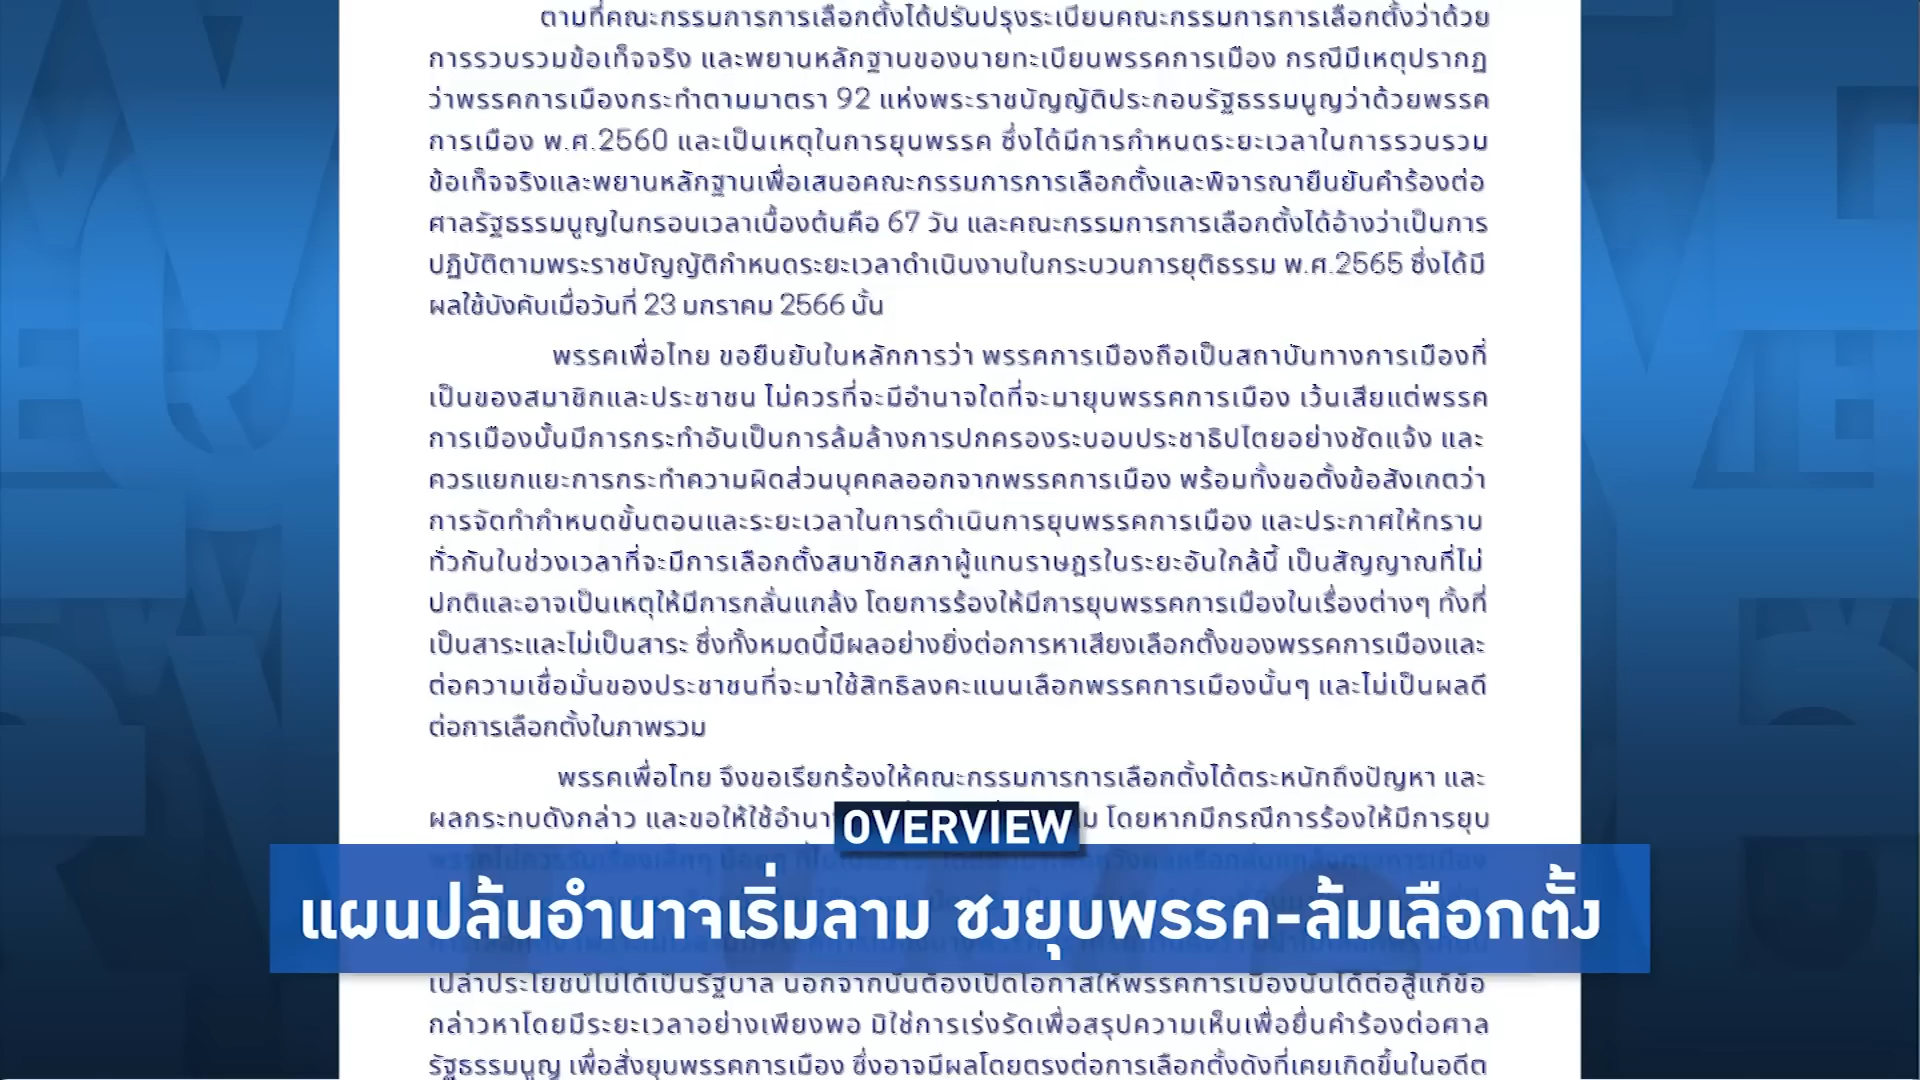 ตามที่คณะกรรมการการเลือกตั้งได้ปรับปรุงระเบียบคณะกรรมการการเลือกตั้งว่าด้วย
การรวบรวมข้อเท็จจริง และพยานหลักฐานของนายทะเบียนพรรคการเมือง กรณีมีเหตุปรากฏ
ว่าพรรคการเมืองกระทำตามมาตรา 92 แห่งพระราชบัญญัติประกอบรัฐธรรมนูญว่าด้วยพรรค
การเมือง พ.ศ.2560 และเป็นเหตุในการยุบพรรค ซึ่งได้มีการกำหนดระยะเวลาในการรวบรวม
ข้อเท็จจริงและพยานหลักฐานเพื่อเสนอคณะกรรมการการเลือกตั้งและพิจารณายืนยันคำร้องต่อ
ศาลรัฐธรรมนูญในกรอบเวลาเบื้องต้นคือ 67 วัน และคณะกรรมการการเลือกตั้งได้อ้างว่าเป็นการ
ปฏิบัติตามพระราชบัญญัติกำหนดระยะเวลาดำเนินงานในกระบวนการยุติธรรม พ.ศ.2565 ซึ่งได้มี
ผลใช้บังคับเมื่อวันที่ 23 มกราคม 2566 นั้น
พรรคเพื่อไทย ขอยืนยันในหลักการว่า พรรคการเมืองถือเป็นสถาบันทางการเมืองที่
เป็นของสมาชิกและประชาชน ไม่ควรที่จะมีอำนาจใดที่จะมายุบพรรคการเมือง เว้นเสียแต่พรรค
การเมืองนั้นมีการกระทำอันเป็นการล้มล้างการปกครองระบอบประชาธิปไตยอย่างชัดแจ้ง และ
ควรแยกแยะการกระทำความผิดส่วนบุคคลออกจากพรรคการเมือง พร้อมทั้งขอตั้งข้อสังเกตว่า
การจัดทำกำหนดขั้นตอนและระยะเวลาในการดำเนินการยุบพรรคการเมือง และประกาศให้ทราบ
ทั่วกันในช่วงเวลาที่จะมีการเลือกตั้งสมาชิกสภาผู้แทนราษฎรในระยะอันใกล้นี้ เป็นสัญญาณที่ไม่
ปกติและอาจเป็นเหตุให้มีการกลั่นแกล้ง โดยการร้องให้มีการยุบพรรคการเมืองในเรื่องต่างๆ ทั้งที่
เป็นสาระและไม่เป็นสาระ ซึ่งทั้งหมดนี้มีผลอย่างยิ่งต่อการหาเสียงเลือกตั้งของพรรคการเมืองและ
ต่อความเชื่อมั่นของประชาชนที่จะมาใช้สิทธิลงคะแนนเลือกพรรคการเมืองนั้นๆ และไม่เป็นผลดี
ต่อการเลือกตั้งในภาพรวม
พรรคเพื่อไทย จึงขอเรียกร้องให้คณะกรรมการการเลือกตั้งได้ตระหนักถึงปัญหา และ
ผลกระทบดังกล่าว และขอให้ใช้อำนา โดยหากมีกรณีการร้องให้มีการยุบ
OVERVIEW
แผนปล้นอำนาจเริ่มลาม ชงยุบพรรค-ล้มเลือกตั้ง
เปล่าประโยชน์ไม่ได้เป็นรัฐบาล นอกจากนั้นต้องเปิดโอกาสให้พรรคการเมืองนั้นได้ต่อสู้แก้ข้อ
กล่าวหาโดยมีระยะเวลาอย่างเพียงพอ มิใช่การเร่งรัดเพื่อสรุปความเห็นเพื่อยื่นคำร้องต่อศาล
รัฐธรรมนูญ เพื่อสั่งยุบพรรคการเมือง ซึ่งอาจมีผลโดยตรงต่อการเลือกตั้งดังที่เคยเกิดขึ้นในอดีต